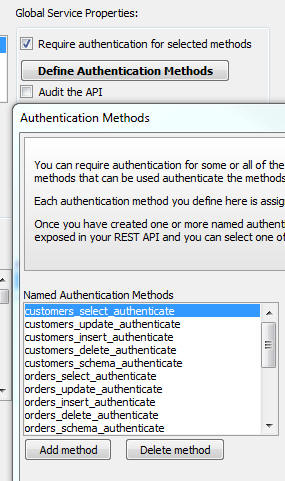 Global Service Properties:
Require authentication for selected methods
Define Authentication Methods
Audit the API
Authentication Methods
You can require authentication for some or all of the
methods that can be used authenticate the methods
Each authentication method you define here is assig
Once you have created one or more named authenti
exposed in your REST API and you can select one of
Named Authentication Methods
customers_select_authenticate
customers_update_authenticate
customers_insert_authenticate
customers_delete_authenticate
customers_schema_authenticate
orders_select_authenticate
orders_update_authenticate
orders_insert_authenticate
orders_delete_authenticate
orders_schema_authenticate
Add method
Delete method